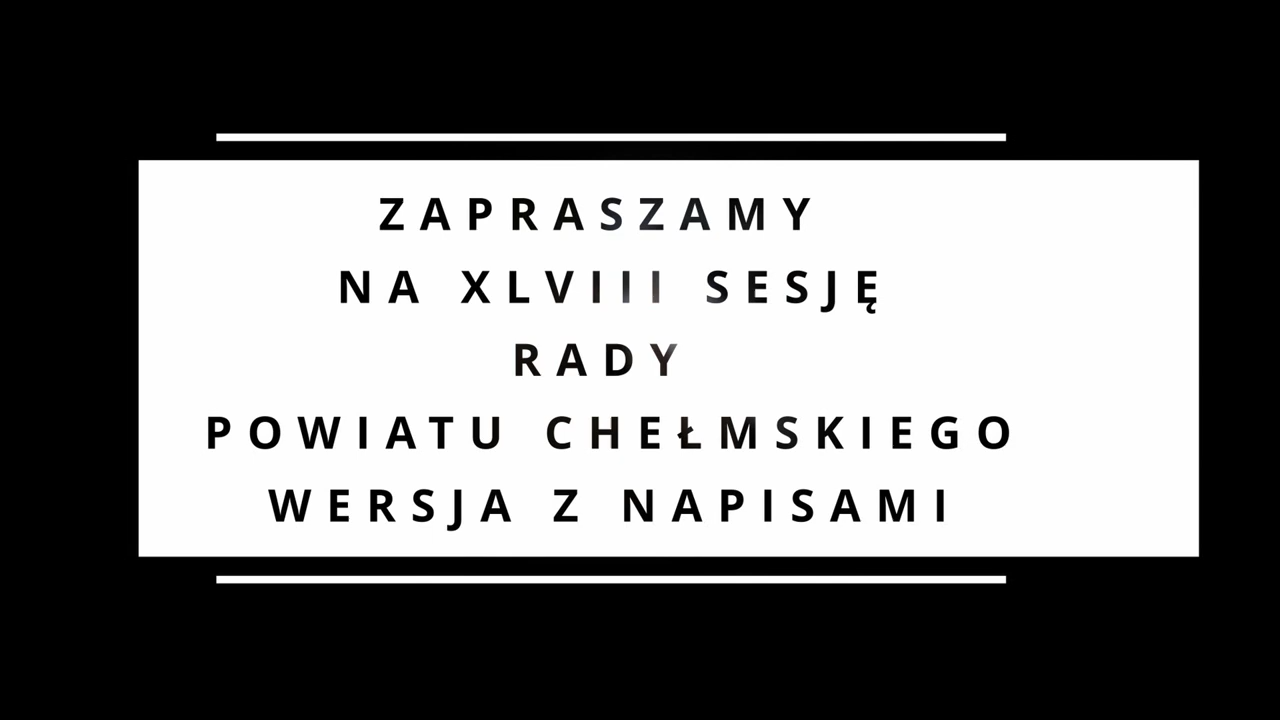 ZAPRASZAMY
NA XLVIII SESJĘ
RADY
POWIATU CHEŁMSKIEGO
WERSJA Z NAPISAMI